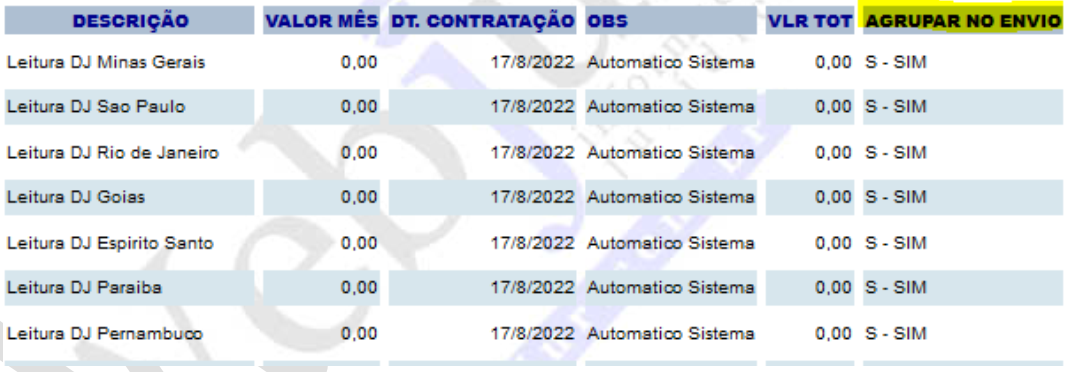 DESCRIÇÃO VALOR MÊS DT. CONTRATAÇÃO OBS VLR TOT AGRUPAR NO ENVIO
Leitura DJ Minas Gerais 0,00 17/8/2022 Automatico Sistema 0,00 S - SIM
Leitura DJ Sao Paulo 0,00 17/8/2022 Automatico Sistema 0,00 S - SIM
Leitura DJ Rio de Janeiro 0,00 17/8/2022 Automatico Sistema 0,00 S - SIM
Leitura DJ Goias 0,00 17/8/2022 Automatico Sistema 0,00 S - SIM
Leitura DJ Espirito Santo 0,00 17/8/2022 Automatico Sistema 0,00 S - SIM
Leitura DJ Paraiba 0,00 17/8/2022 Automatico Sistema 0,00 S - SIM
Leitura DJ Pernambuco 0,00 17/8/2022 Automatico Sistema 0,00 S - SIM